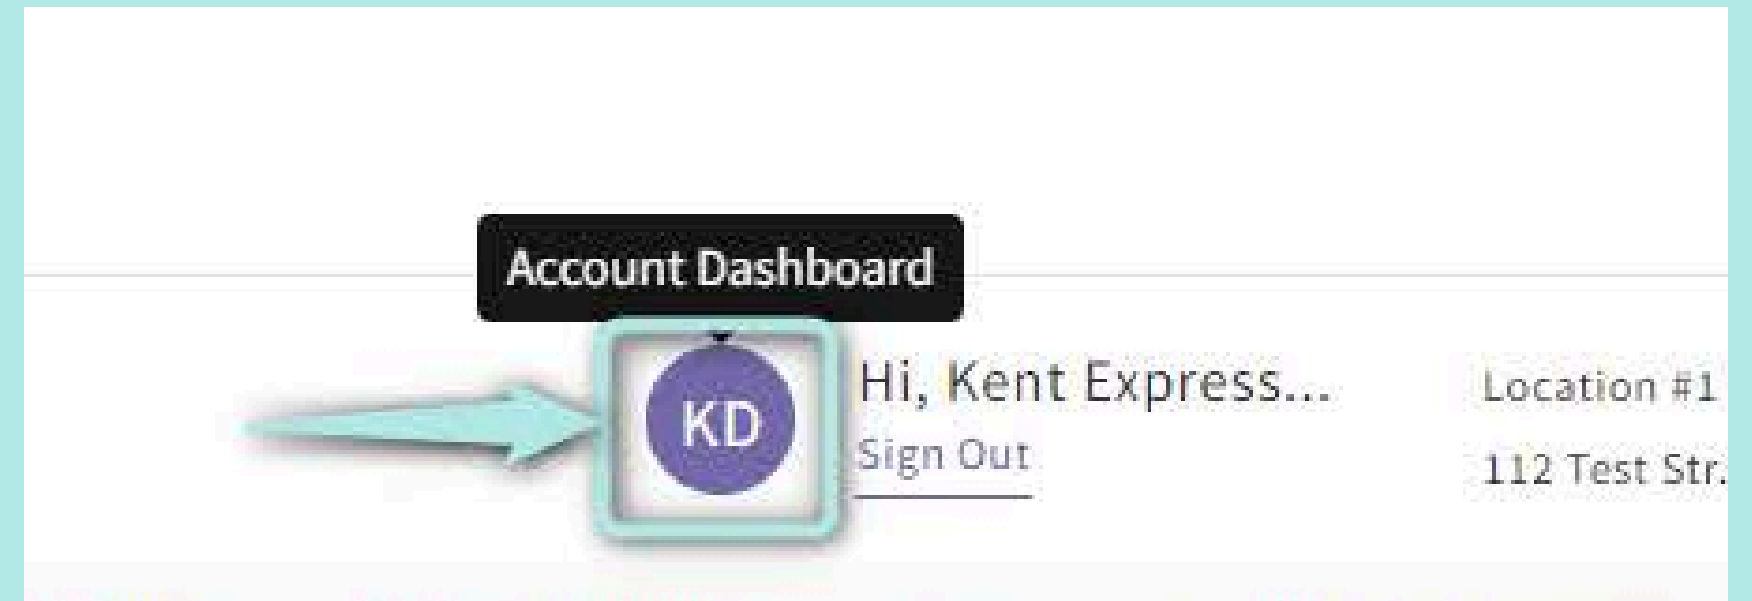 Account Dashboard
KD
Hi, Kent Express...
Sign Out
Location #1
112 Test Str.